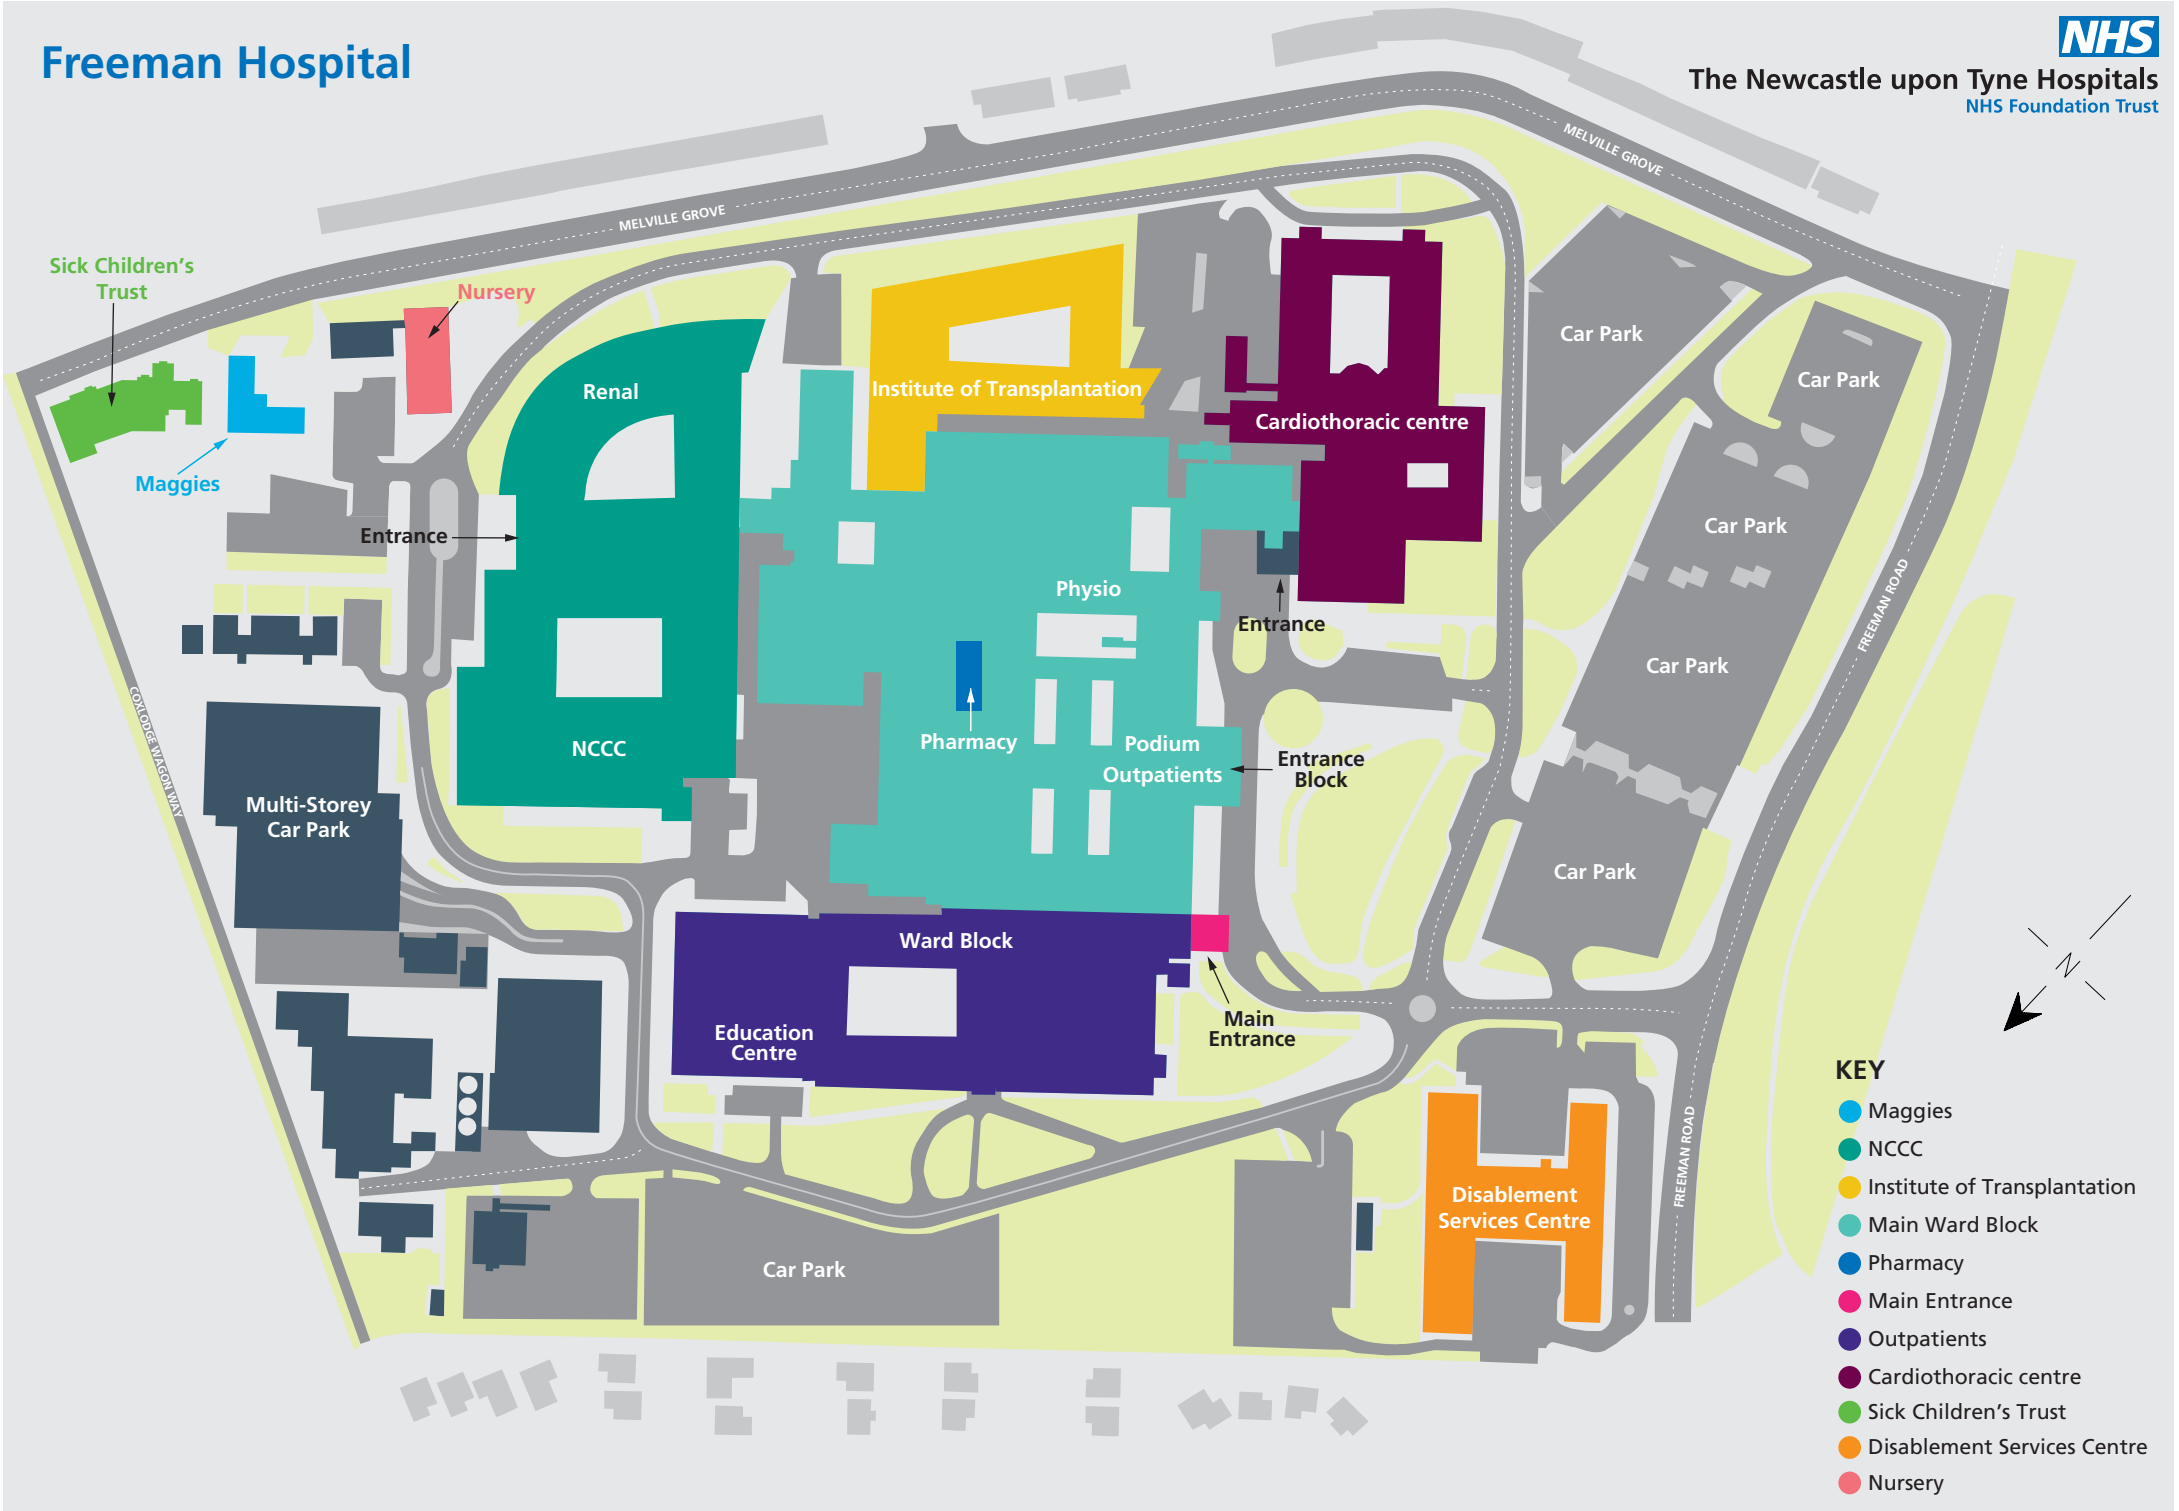 Freeman Hospital
NHS
The Newcastle upon Tyne Hospitals
NHS Foundation Trust
MELVILLE GROVE
MELVILLE GROVE
Sick Children's
Trust
Nursery
Maggies
Renal
Institute of Transplantation
Cardiothoracic centre
Car Park
Car Park
Car Park
Car Park
Car Park
Entrance
Physio
Entrance
FREEMAN ROAD
COXLODGE WAGON WAY
NCCC
Pharmacy
Podium
Outpatients
Entrance
Block
Multi-Storey
Car Park
Ward Block
Education
Centre
Main
Entrance
N
FREEMAN ROAD
Disablement
Services Centre
Car Park
KEY
Maggies
NCCC
Institute of Transplantation
Main Ward Block
Pharmacy
Main Entrance
Outpatients
Cardiothoracic centre
Sick Children's Trust
Disablement Services Centre
Nursery